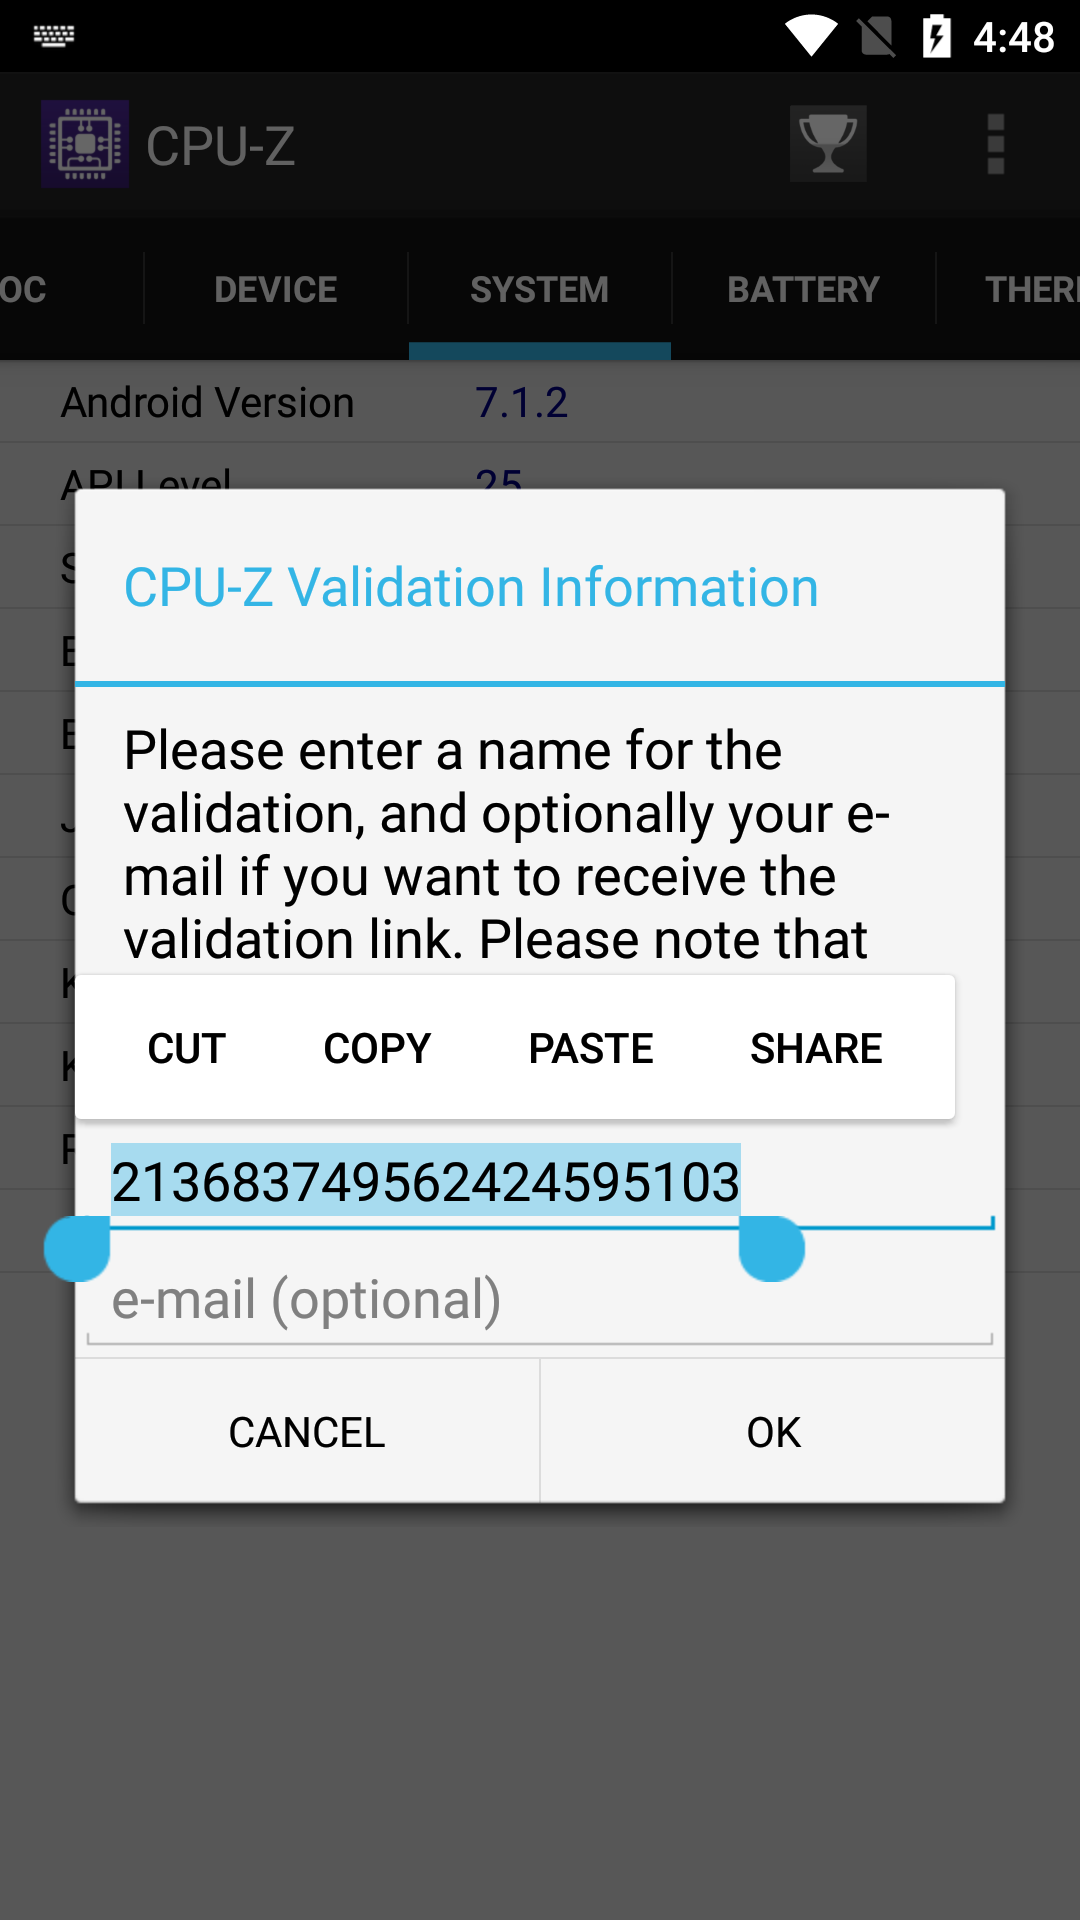 4:48
CPU-Z
OC DEVICE SYSTEM BATTERY THER
Android Version 7.1.2
API Level 25
CPU-Z Validation Information
Please enter a name for the
validation, and optionally your e-
mail if you want to receive the
validation link. Please note that
CUT COPY PASTE SHARE
213683749562424595103
e-mail (optional)
CANCEL OK